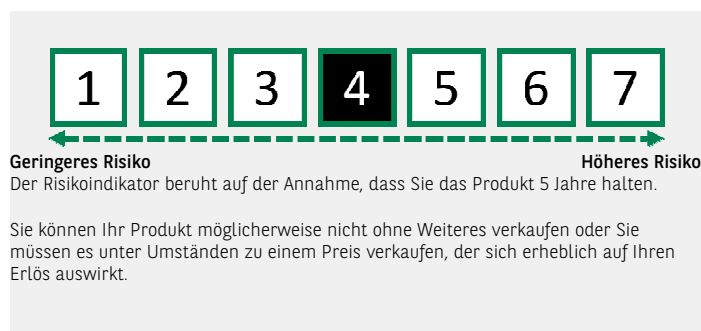 1 2 3 4 5 6 7
Geringeres Risiko Höheres Risiko
Der Risikoindikator beruht auf der Annahme, dass Sie das Produkt 5 Jahre halten.
Sie können Ihr Produkt möglicherweise nicht ohne Weiteres verkaufen oder Sie
müssen es unter Umständen zu einem Preis verkaufen, der sich erheblich auf Ihren
Erlös auswirkt.